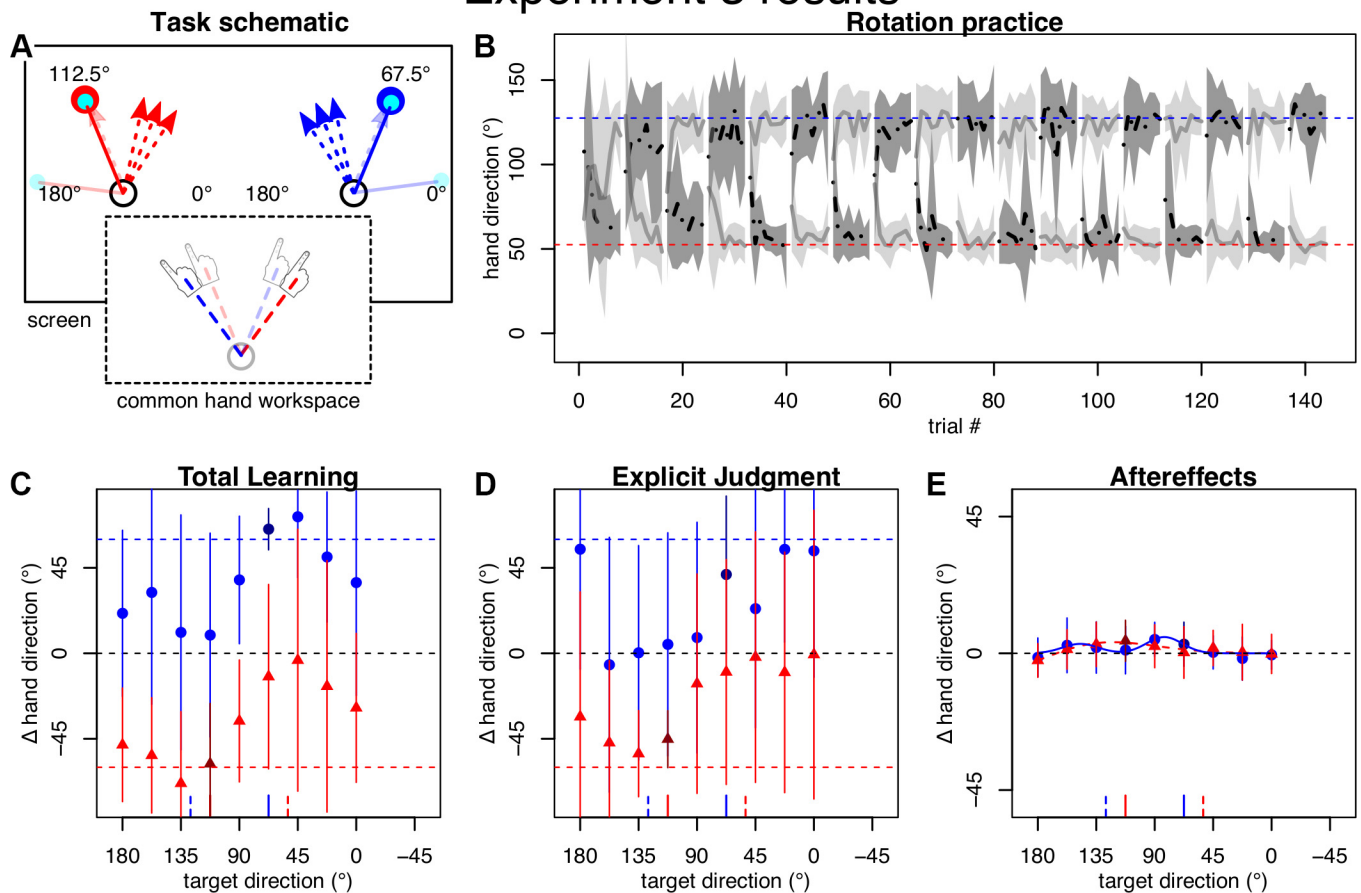 Experiment 3 results
Task schematic
Rotation practice
A
B
112.5°
67.5°
180°
0°
180°
0°
screen
common hand workspace
hand direction (°)
150
100
50
0
0 20 40 60 80 100 120 140
trial #
C
Total Learning
D
Explicit Judgment
E
Aftereffects
Δ hand direction (°)
45
0
−45
180 135 90 45 0 −45
target direction (°)
Δ hand direction (°)
45
0
−45
180 135 90 45 0 −45
target direction (°)
Δ hand direction (°)
45
0
−45
180 135 90 45 0 −45
target direction (°)